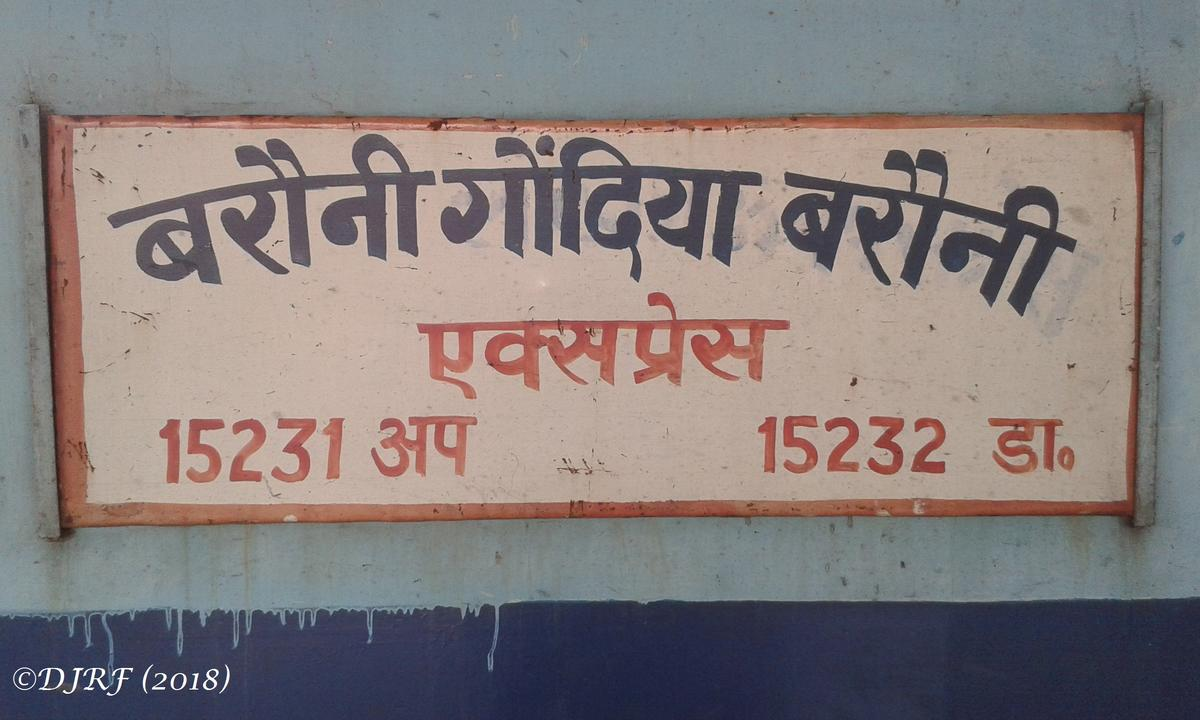 बरौनी गोंदिया बरौनी
एक्सप्रेस
15231 अप 15232 डा॰
©DJRF (2018)